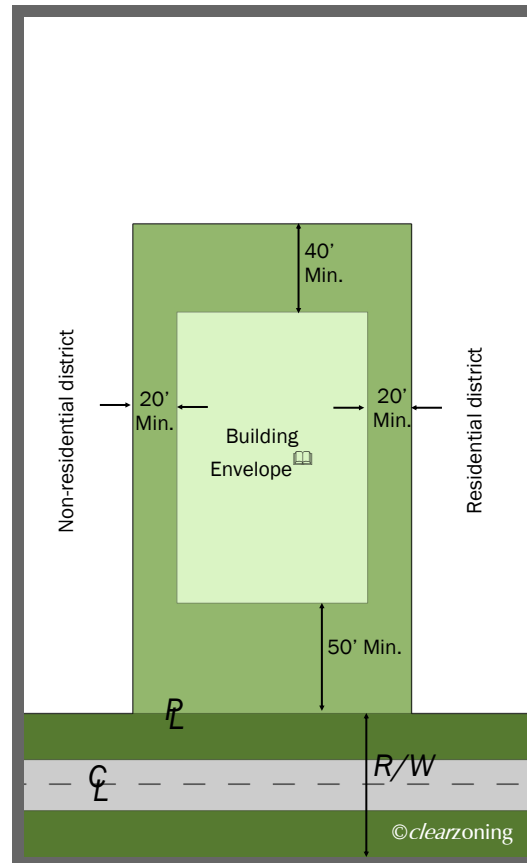 40'
Min.
Non-residential district
20'
Min.
Building
Envelope
20'
Min.
Residential district
50' Min.
PL
CL
R/W
©clearzoning